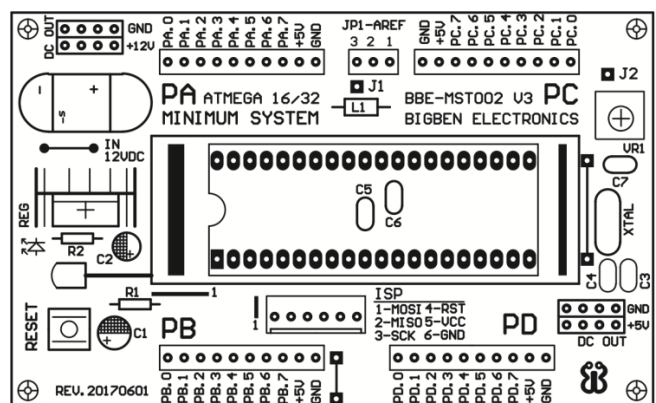 DC OUT
GND
+12V
PA.0
PA.1
PA.2
PA.3
PA.4
PA.5
PA.6
PA.7
+5V
GND
JP1-AREF
3 2 1
GND
+5V
PC.7
PC.6
PC.5
PC.4
PC.3
PC.2
PC.1
PC.0
J2
- +
-S
J1
PA ATMEGA 16/32
MINIMUM SYSTEM
L1
BBE-MST002 V3 PC
BIGBEN ELECTRONICS
IN
12VDC
VR1
C7
REG
C5
C6
XTAL
R2
C2
C4
C3
R1
1
ISP
1-MOSI 4-RST
2-MISO 5-VCC
3-SCK 6-GND
1
GND
+5V
DC OUT
RESET
C1
PB
PD
REV.20170601
PB.0
PB.1
PB.2
PB.3
PB.4
PB.5
PB.6
PB.7
+5V
GND
PD.0
PD.1
PD.2
PD.3
PD.4
PD.5
PD.6
PD.7
+5V
GND